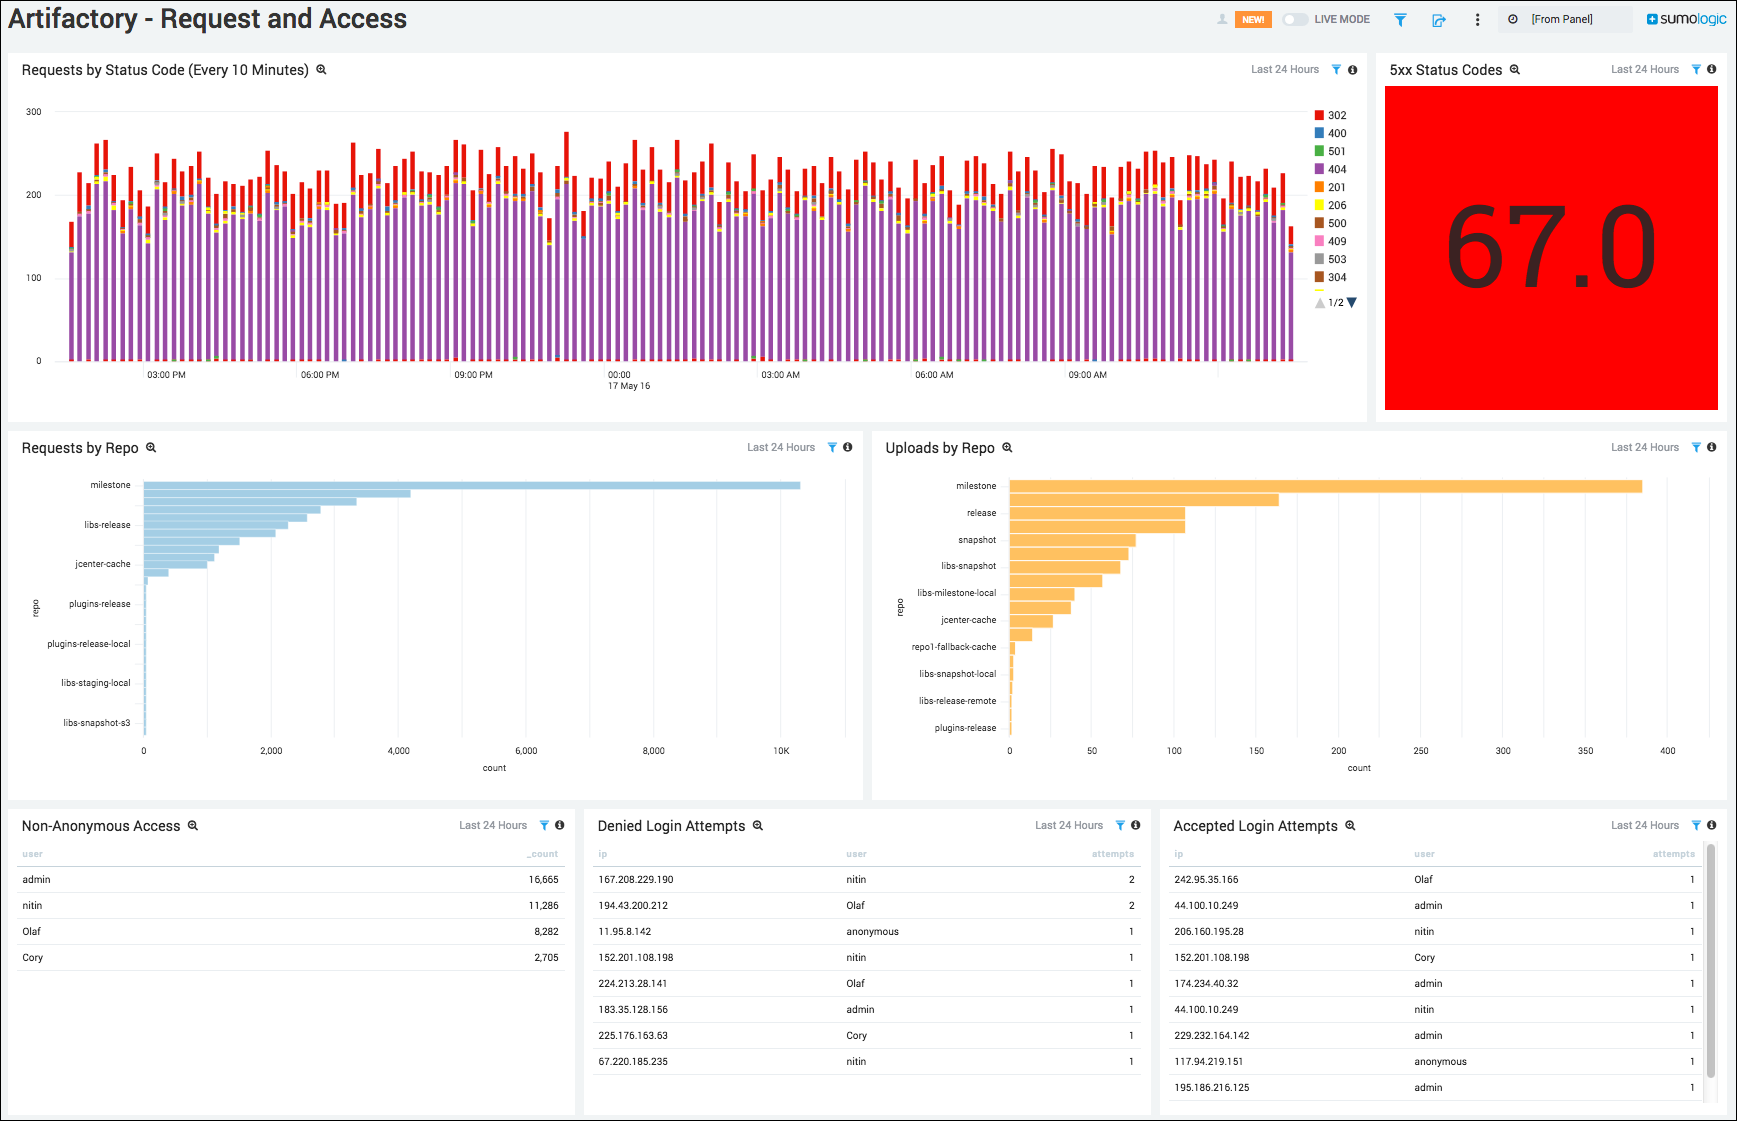 Artifactory - Request and Access
NEW!
LIVE MODE
[From Panel]
sumologic
Requests by Status Code (Every 10 Minutes)
Last 24 Hours
300
200
100
0
03:00 PM
06:00 PM
09:00 PM
00:00
17 May 16
03:00 AM
06:00 AM
09:00 AM
302
400
501
404
201
206
500
409
503
304
1/2
5xx Status Codes
Last 24 Hours
67.0
Requests by Repo
Last 24 Hours
repo
milestone
libs-release
jcenter-cache
plugins-release
plugins-release-local
libs-staging-local
libs-snapshot-s3
0 2,000 4,000 6,000 8,000 10K
count
Uploads by Repo
Last 24 Hours
repo
milestone
release
snapshot
libs-snapshot
libs-milestone-local
jcenter-cache
repo1-fallback-cache
libs-snapshot-local
libs-release-remote
plugins-release
0 50 100 150 200 250 300 350 400
count
Non-Anonymous Access
Last 24 Hours
user _count
admin 16,665
nitin 11,286
Olaf 8,282
Cory 2,705
Denied Login Attempts
Last 24 Hours
ip user attempts
167.208.229.190 nitin 2
194.43.200.212 Olaf 2
11.95.8.142 anonymous 1
152.201.108.198 nitin 1
224.213.28.141 Olaf 1
183.35.128.156 admin 1
225.176.163.63 Cory 1
67.220.185.235 nitin 1
Accepted Login Attempts
Last 24 Hours
ip user attempts
242.95.35.166 Olaf 1
44.100.10.249 admin 1
206.160.195.28 nitin 1
152.201.108.198 Cory 1
174.234.40.32 admin 1
44.100.10.249 nitin 1
229.232.164.142 admin 1
117.94.219.151 anonymous 1
195.186.216.125 admin 1